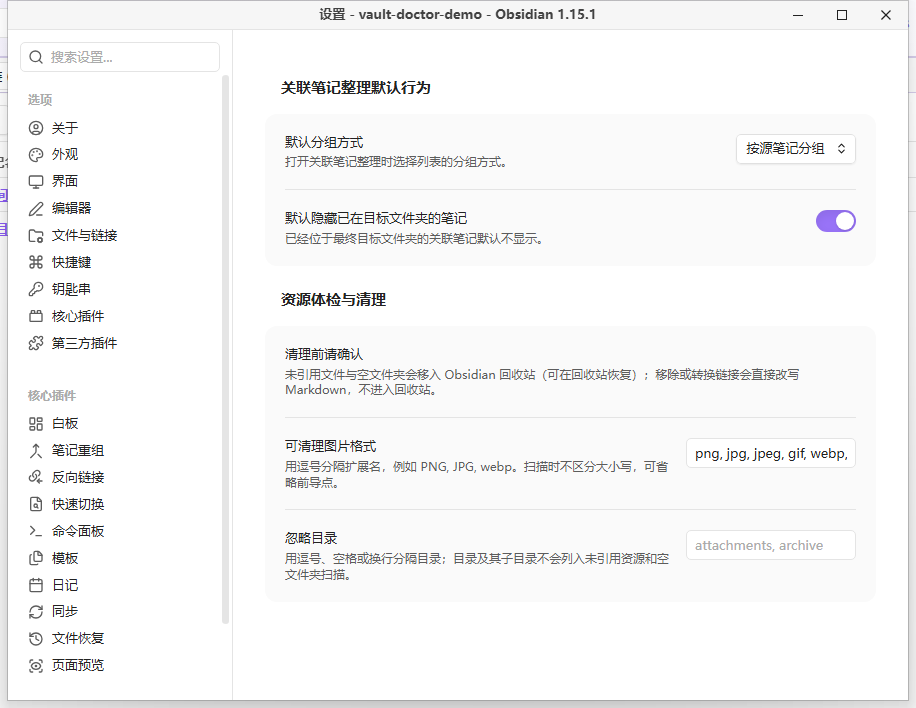 设置 - vault-doctor-demo - Obsidian 1.15.1
搜索设置...
选项
关于
外观
界面
编辑器
文件与链接
快捷键
钥匙串
核心插件
第三方插件
核心插件
白板
笔记重组
反向链接
快速切换
命令面板
模板
日记
同步
文件恢复
页面预览
关联笔记整理默认行为
默认分组方式
打开关联笔记整理时选择列表的分组方式。
按源笔记分组
默认隐藏已在目标文件夹的笔记
已经位于最终目标文件夹的关联笔记默认不显示。
资源体检与清理
清理前请确认
未引用文件与空文件夹会移入 Obsidian 回收站（可在回收站恢复）；移除或转换链接会直接改写
Markdown，不进入回收站。
可清理图片格式
用逗号分隔扩展名，例如 PNG, JPG, webp。扫描时不区分大小写，可省
略前导点。
png, jpg, jpeg, gif, webp,
忽略目录
用逗号、空格或换行分隔目录；目录及其子目录不会列入未引用资源和空
文件夹扫描。
attachments, archive